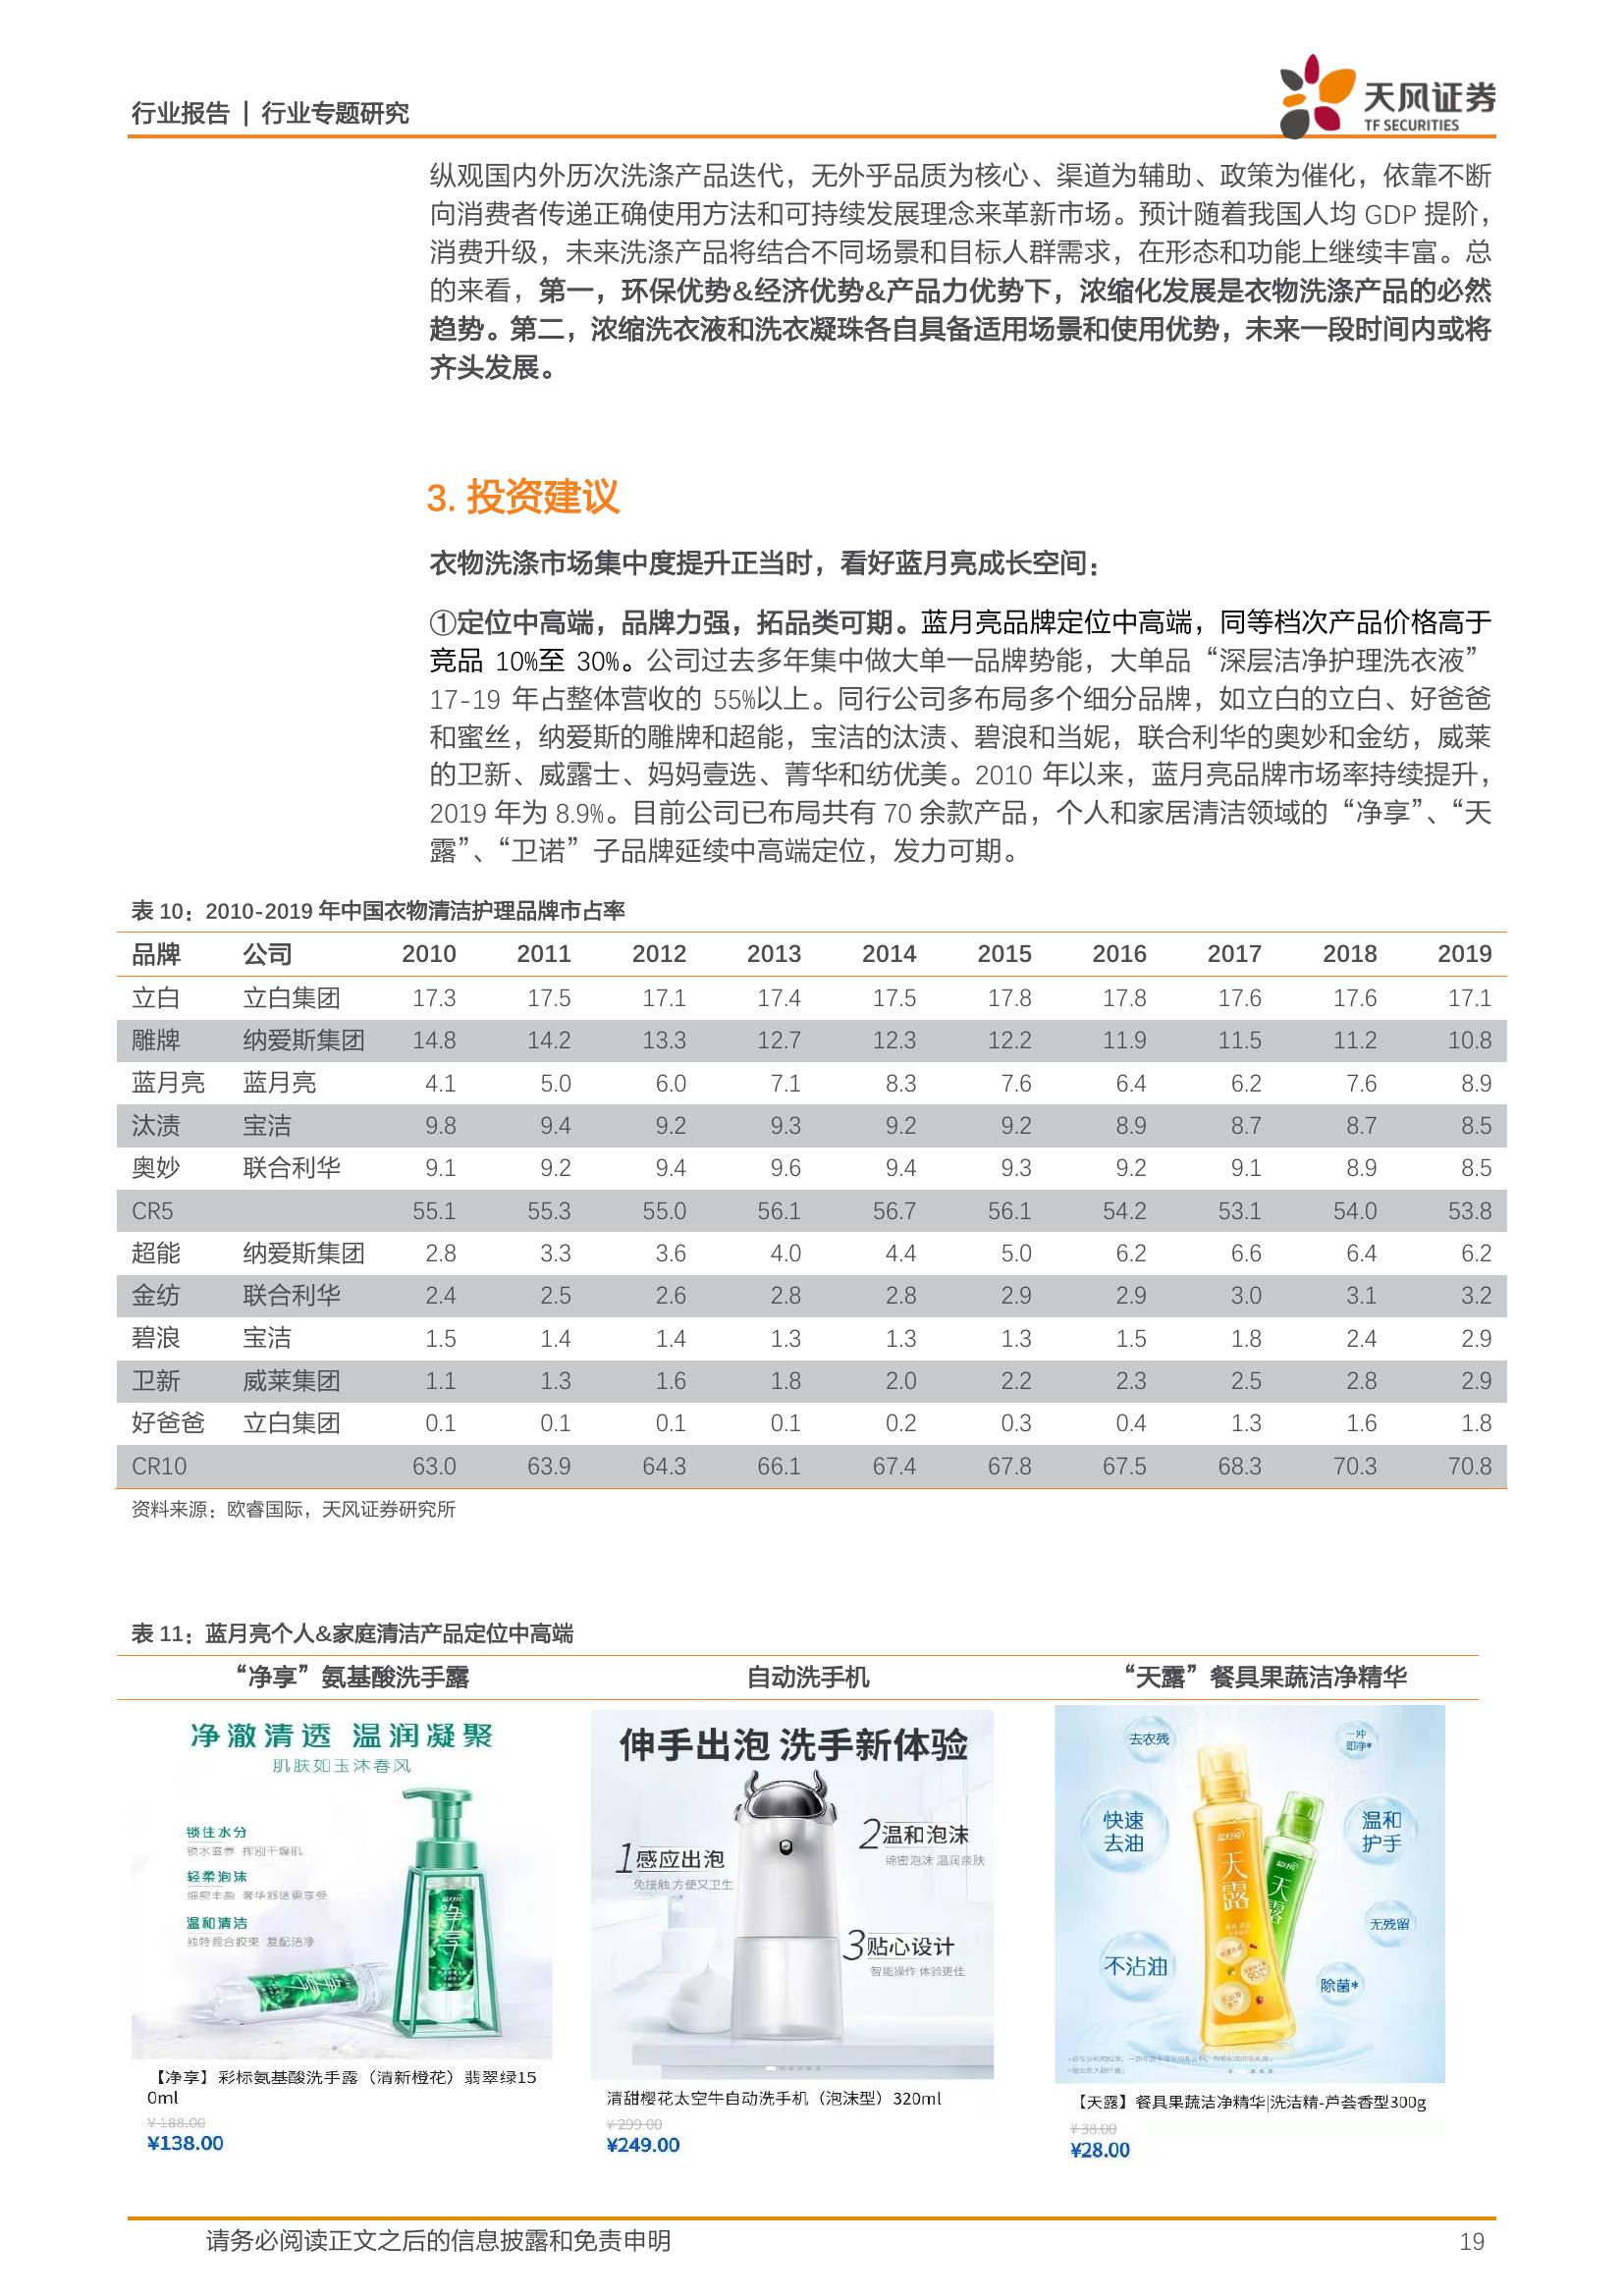 行业报告 | 行业专题研究
天风证券
TF SECURITIES
纵观国内外历次洗涤产品迭代，无外乎品质为核心、渠道为辅助、政策为催化，依靠不断
向消费者传递正确使用方法和可持续发展理念来革新市场。预计随着我国人均 GDP 提阶，
消费升级，未来洗涤产品将结合不同场景和目标人群需求，在形态和功能上继续丰富。总
的来看，第一，环保优势&经济优势&产品力优势下，浓缩化发展是衣物洗涤产品的必然
趋势。第二，浓缩洗衣液和洗衣凝珠各自具备适用场景和使用优势，未来一段时间内或将
齐头发展。
3. 投资建议
衣物洗涤市场集中度提升正当时，看好蓝月亮成长空间：
①定位中高端，品牌力强，拓品类可期。蓝月亮品牌定位中高端，同等档次产品价格高于
竞品 10%至 30%。公司过去多年集中做大单一品牌势能，大单品“深层洁净护理洗衣液”
17-19 年占整体营收的 55%以上。同行公司多布局多个细分品牌，如立白的立白、好爸爸
和蜜丝，纳爱斯的雕牌和超能，宝洁的汰渍、碧浪和当妮，联合利华的奥妙和金纺，威莱
的卫新、威露士、妈妈壹选、菁华和纺优美。2010 年以来，蓝月亮品牌市场率持续提升，
2019 年为 8.9%。目前公司已布局共有 70 余款产品，个人和家居清洁领域的“净享”、“天
露”、“卫诺”子品牌延续中高端定位，发力可期。
表 10：2010-2019 年中国衣物清洁护理品牌市占率
品牌 公司 2010 2011 2012 2013 2014 2015 2016 2017 2018 2019
立白 立白集团 17.3 17.5 17.1 17.4 17.5 17.8 17.8 17.6 17.6 17.1
雕牌 纳爱斯集团 14.8 14.2 13.3 12.7 12.3 12.2 11.9 11.5 11.2 10.8
蓝月亮 蓝月亮 4.1 5.0 6.0 7.1 8.3 7.6 6.4 6.2 7.6 8.9
汰渍 宝洁 9.8 9.4 9.2 9.3 9.2 9.2 8.9 8.7 8.7 8.5
奥妙 联合利华 9.1 9.2 9.4 9.6 9.4 9.3 9.2 9.1 8.9 8.5
CR5 55.1 55.3 55.0 56.1 56.7 56.1 54.2 53.1 54.0 53.8
超能 纳爱斯集团 2.8 3.3 3.6 4.0 4.4 5.0 6.2 6.6 6.4 6.2
金纺 联合利华 2.4 2.5 2.6 2.8 2.8 2.9 2.9 3.0 3.1 3.2
碧浪 宝洁 1.5 1.4 1.4 1.3 1.3 1.3 1.5 1.8 2.4 2.9
卫新 威莱集团 1.1 1.3 1.6 1.8 2.0 2.2 2.3 2.5 2.8 2.9
好爸爸 立白集团 0.1 0.1 0.1 0.1 0.2 0.3 0.4 1.3 1.6 1.8
CR10 63.0 63.9 64.3 66.1 67.4 67.8 67.5 68.3 70.3 70.8
资料来源：欧睿国际，天风证券研究所
表 11：蓝月亮个人&家庭清洁产品定位中高端
“净享”氨基酸洗手露 自动洗手机 “天露”餐具果蔬洁净精华
净澈清透 温润凝聚
肌肤如玉沐春风
锁住水分
锁水滋养 挥别干燥肌
轻柔泡沫
细密丰盈 奢华舒适更享受
温和清洁
独特混合胶束 复配洁净
净享
【净享】彩标氨基酸洗手露（清新橙花）翡翠绿15
0ml
¥188.00
¥138.00
伸手出泡 洗手新体验
1感应出泡
免接触 方便又卫生
2温和泡沫
绵密泡沫 温润亲肤
3贴心设计
智能操作 体验更佳
清甜樱花太空牛自动洗手机（泡沫型）320ml
¥299.00
¥249.00
去农残
一冲
即净*
快速
去油
温和
护手
天露
天露
无残留
不沾油
除菌*
【天露】餐具果蔬洁净精华|洗洁精-芦荟香型300g
¥38.00
¥28.00
请务必阅读正文之后的信息披露和免责申明
19